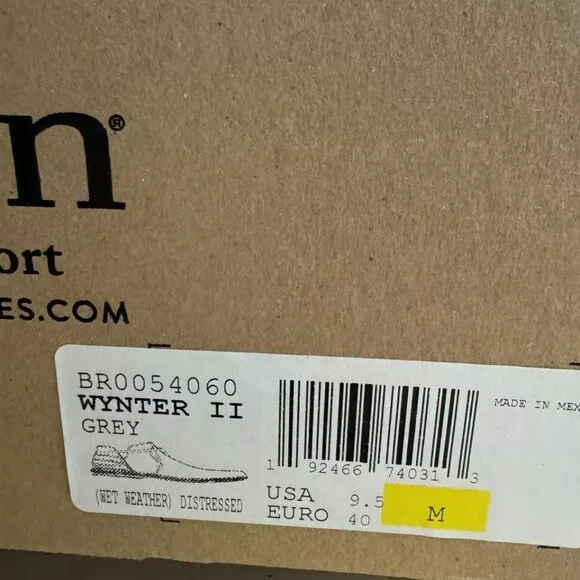 n®
ort
ES.COM
BR0054060
WYNTER II
GREY
(WET WEATHER) DISTRESSED
1 92466 74031 3
USA 9.5
EURO 40
M
MADE IN MEX